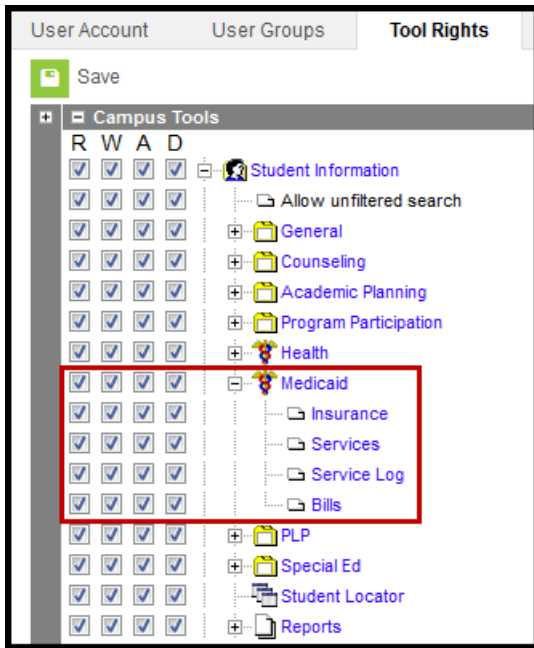 User Account User Groups Tool Rights
Save
Campus Tools
R W A D
Student Information
Allow unfiltered search
General
Counseling
Academic Planning
Program Participation
Health
Medicaid
Insurance
Services
Service Log
Bills
PLP
Special Ed
Student Locator
Reports